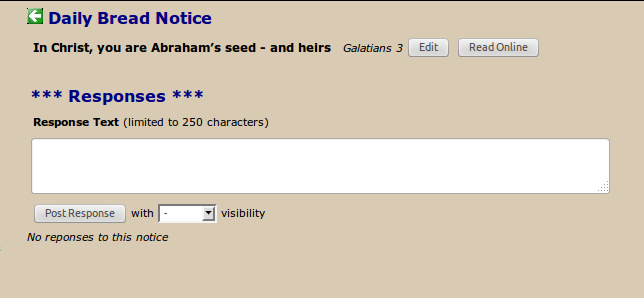 Daily Bread Notice
In Christ, you are Abraham’s seed - and heirs Galatians 3 Edit Read Online
*** Responses ***
Response Text (limited to 250 characters)
Post Response with - visibility
No reponses to this notice